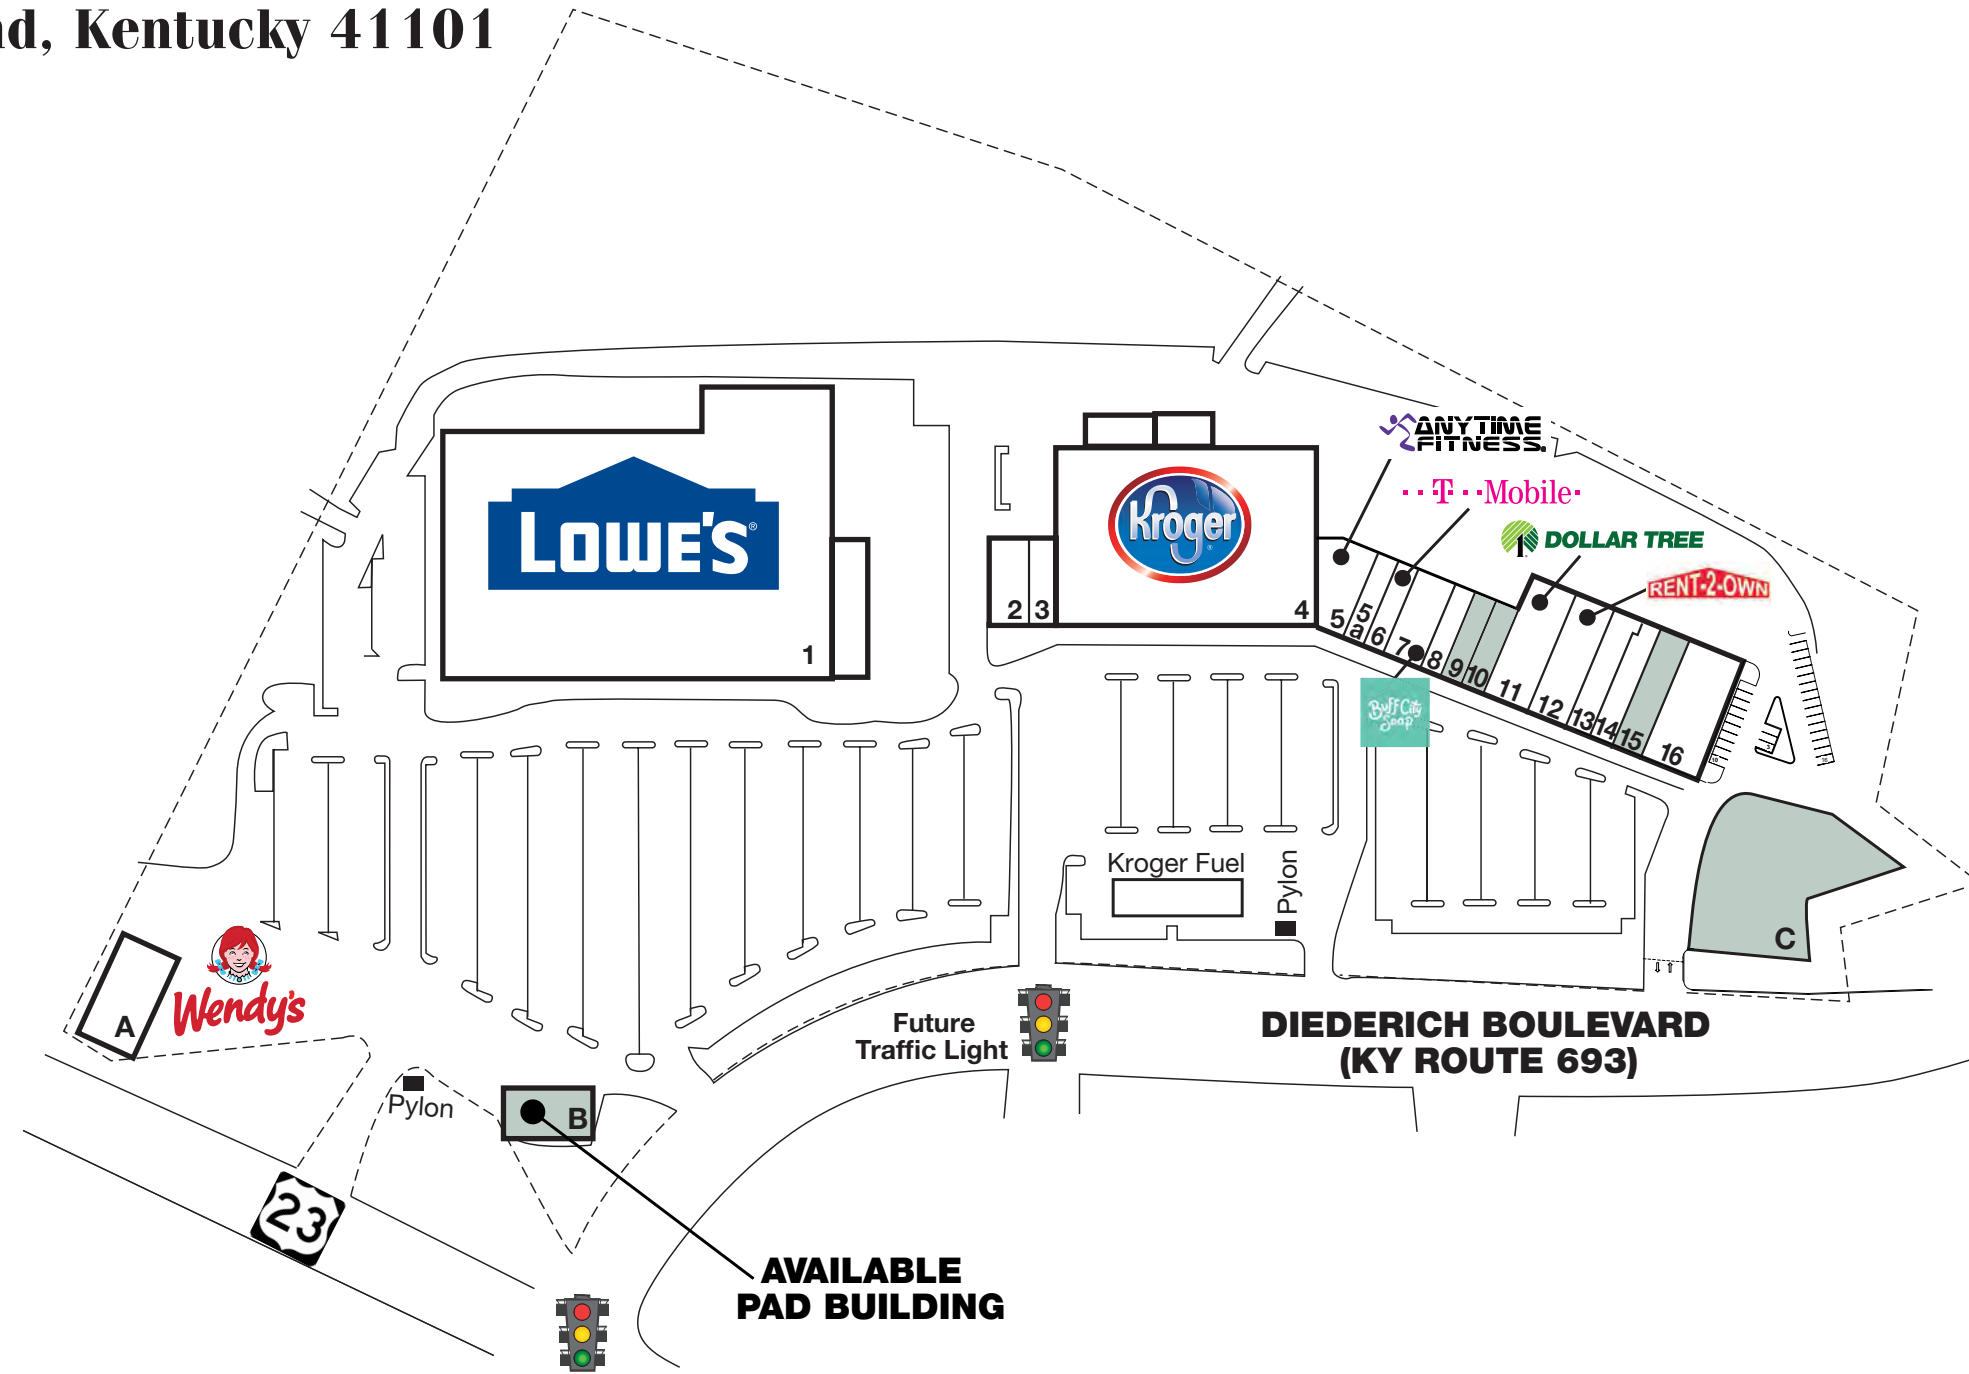 nd, Kentucky 41101
ANYTIME
FITNESS.
T Mobile
DOLLAR TREE
RENT-2-OWN
LOWE'S®
Kroger
1
2
3
4
5
5
a
6
7
8
9
10
11
12
13
14
15
16
Buff City
Soap
Kroger Fuel
Pylon
C
Wendy's
A
Future
Traffic Light
DIEDERICH BOULEVARD
(KY ROUTE 693)
Pylon
B
23
AVAILABLE
PAD BUILDING